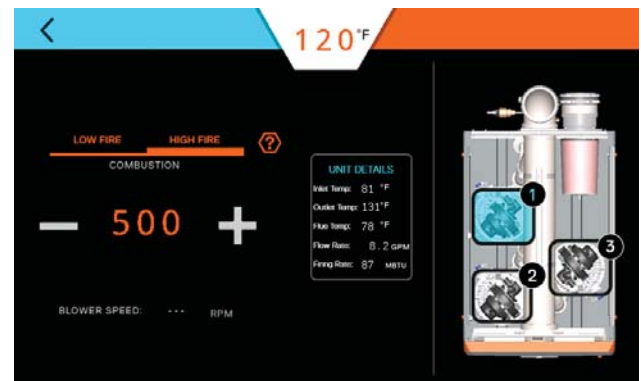 120°F
LOW FIRE HIGH FIRE ?
COMBUSTION
— 500 +
BLOWER SPEED: --- RPM
UNIT DETAILS
Inlet Temp: 81 °F
Outlet Temp: 131°F
Flue Temp: 78 °F
Flow Rate: 8.2 GPM
Firing Rate: 87 MBTU
1
2
3